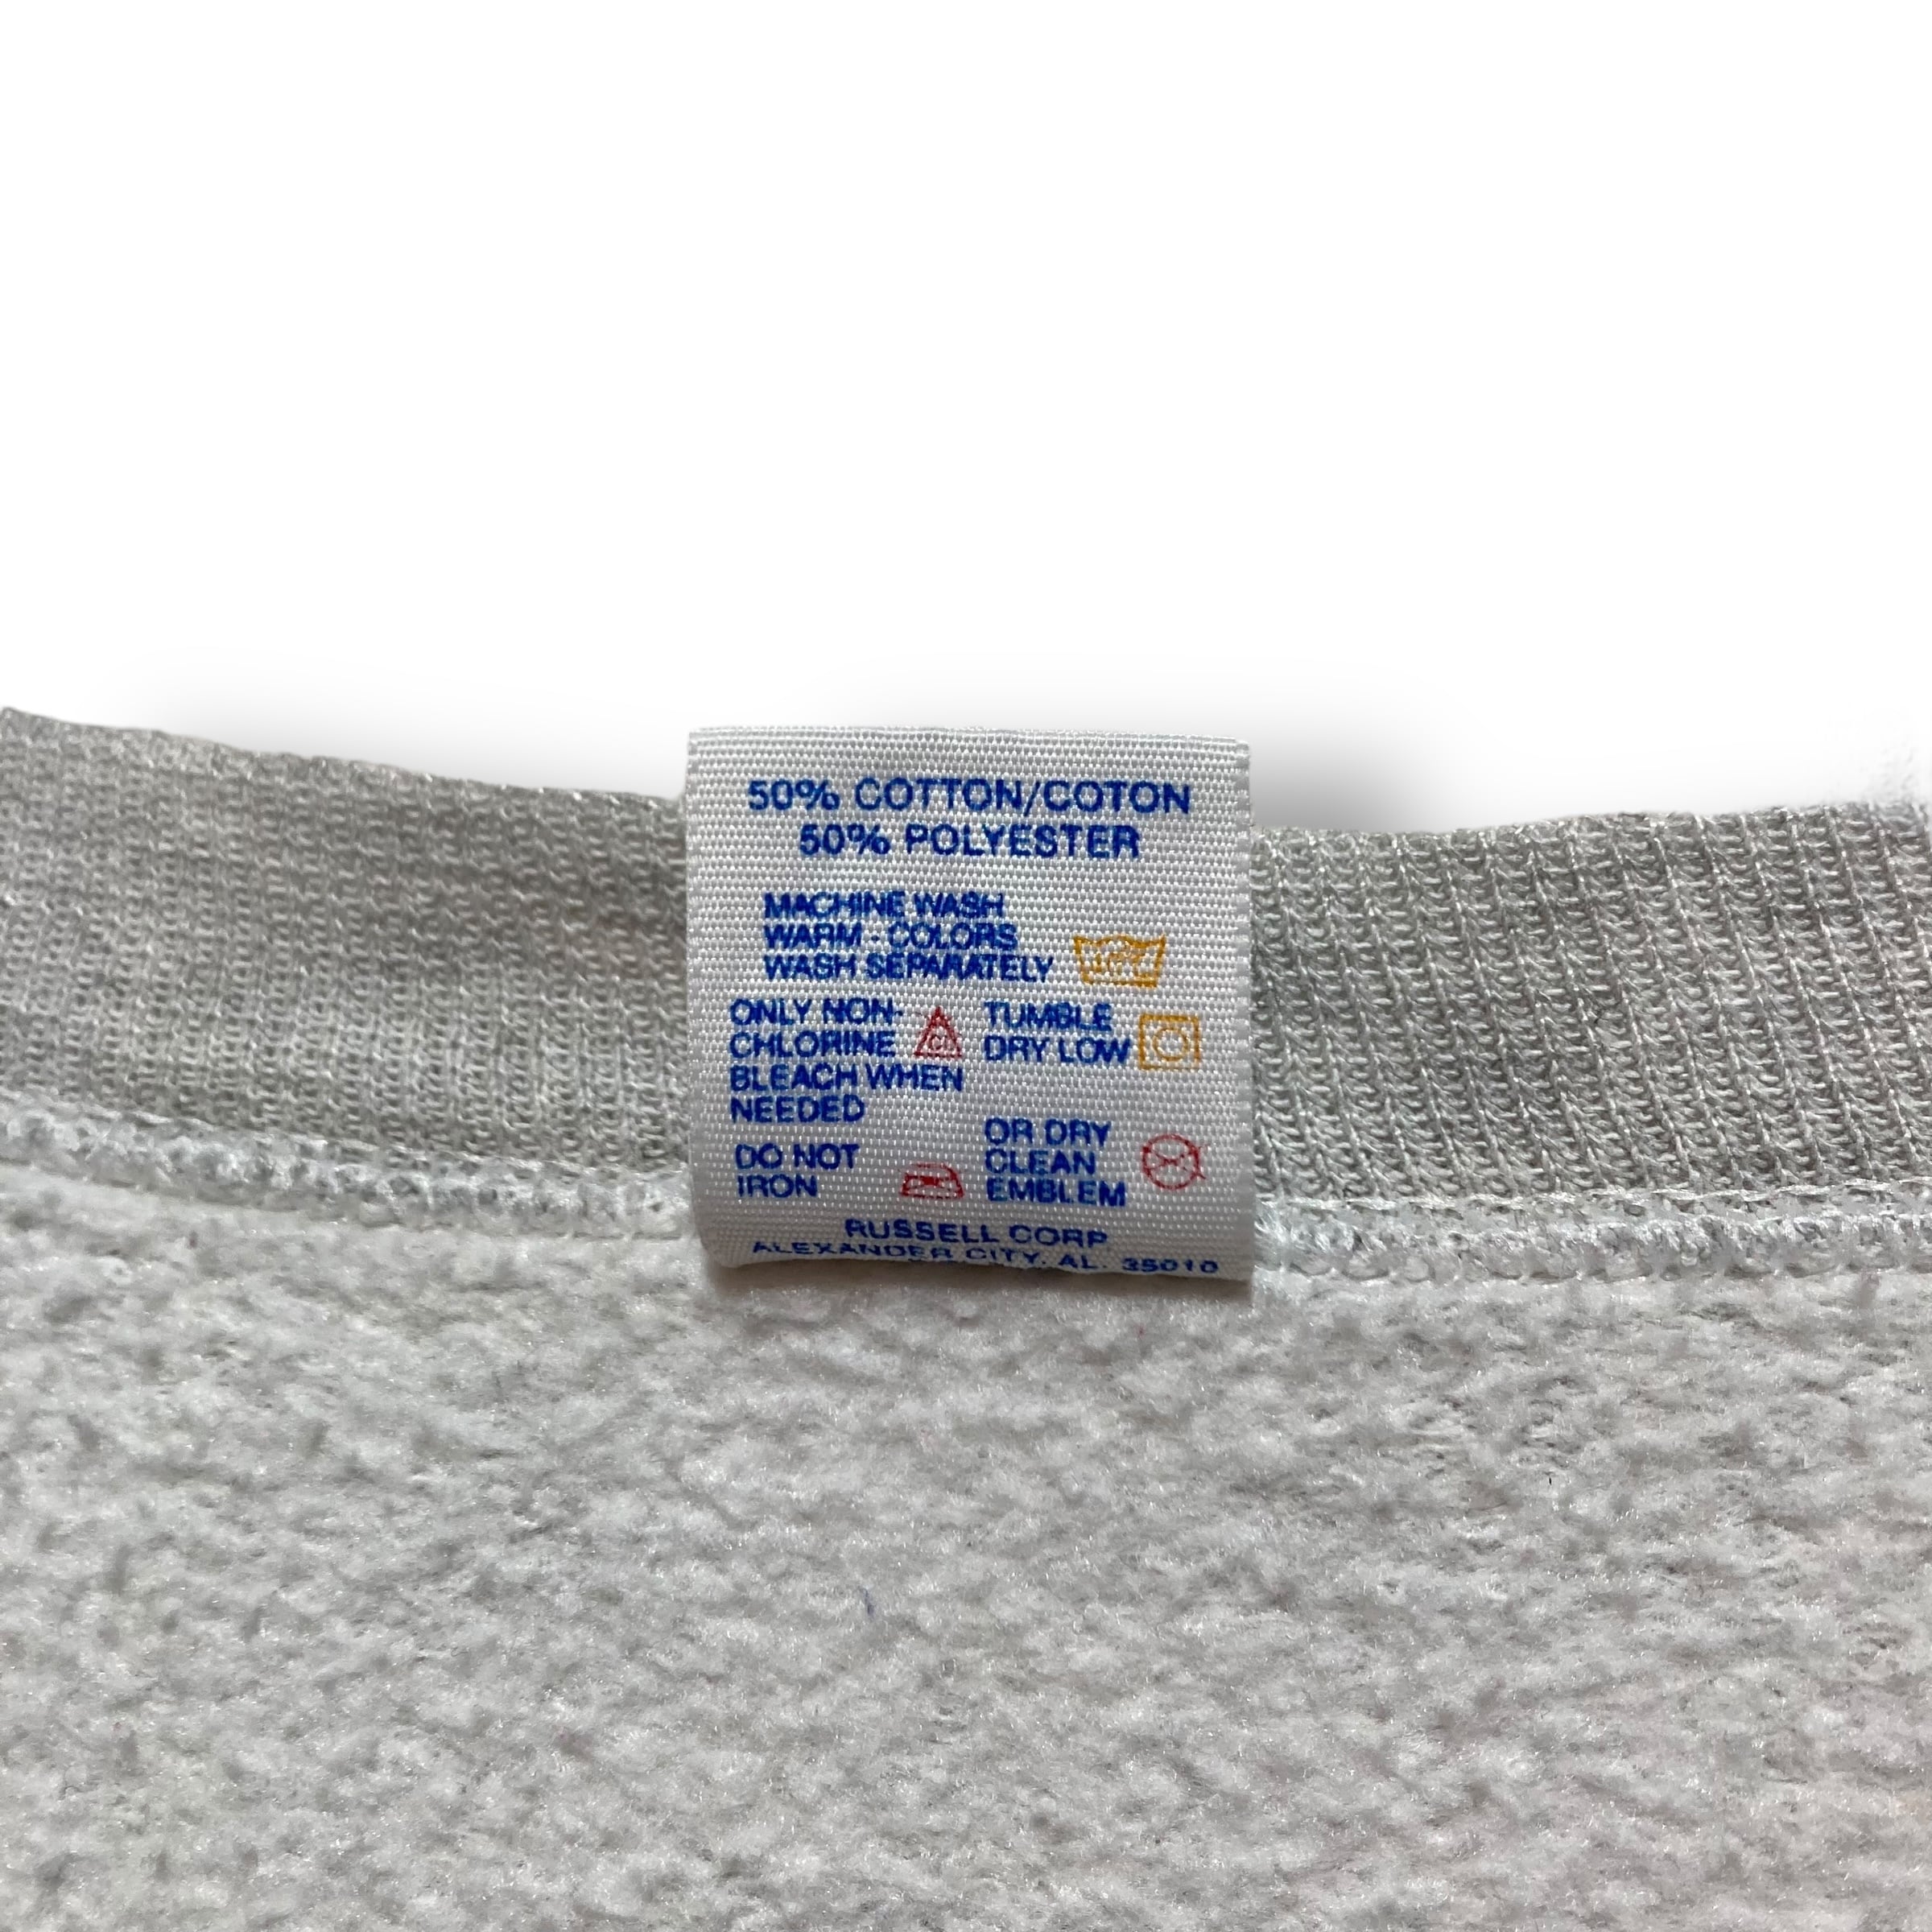 50% COTTON/COTON
50% POLYESTER
MACHINE WASH
WARM - COLORS
WASH SEPARATELY
ONLY NON-
CHLORINE
BLEACH WHEN
NEEDED
TUMBLE
DRY LOW
DO NOT
IRON
OR DRY
CLEAN
EMBLEM
RUSSELL CORP
ALEXANDER CITY, AL. 35010